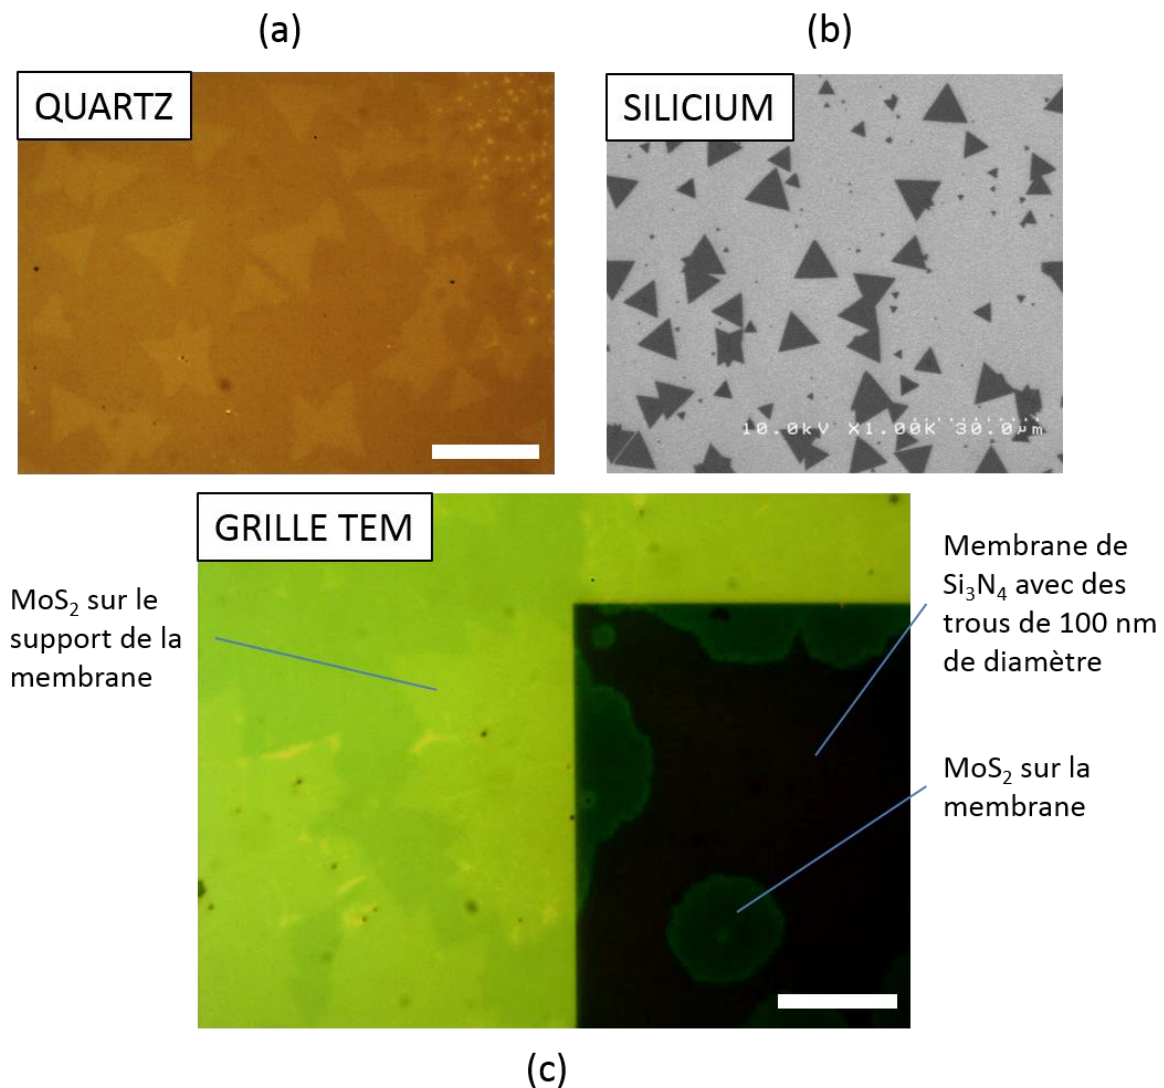 (a)
(b)
QUARTZ
SILICIUM
10.0kV X1.00K 30.0µm
GRILLE TEM
MoS₂ sur le
support de la
membrane
Membrane de
Si₃N₄ avec des
trous de 100 nm
de diamètre
MoS₂ sur la
membrane
(c)